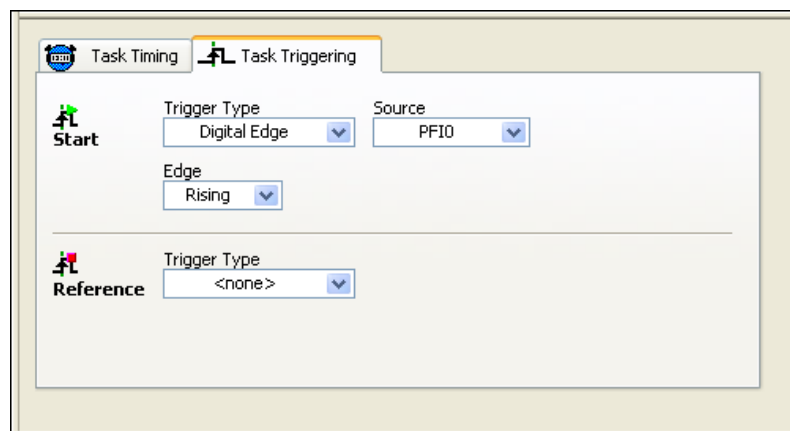 Task Timing
Task Triggering
Start
Trigger Type
Digital Edge
Source
PFI0
Edge
Rising
Reference
Trigger Type
<none>